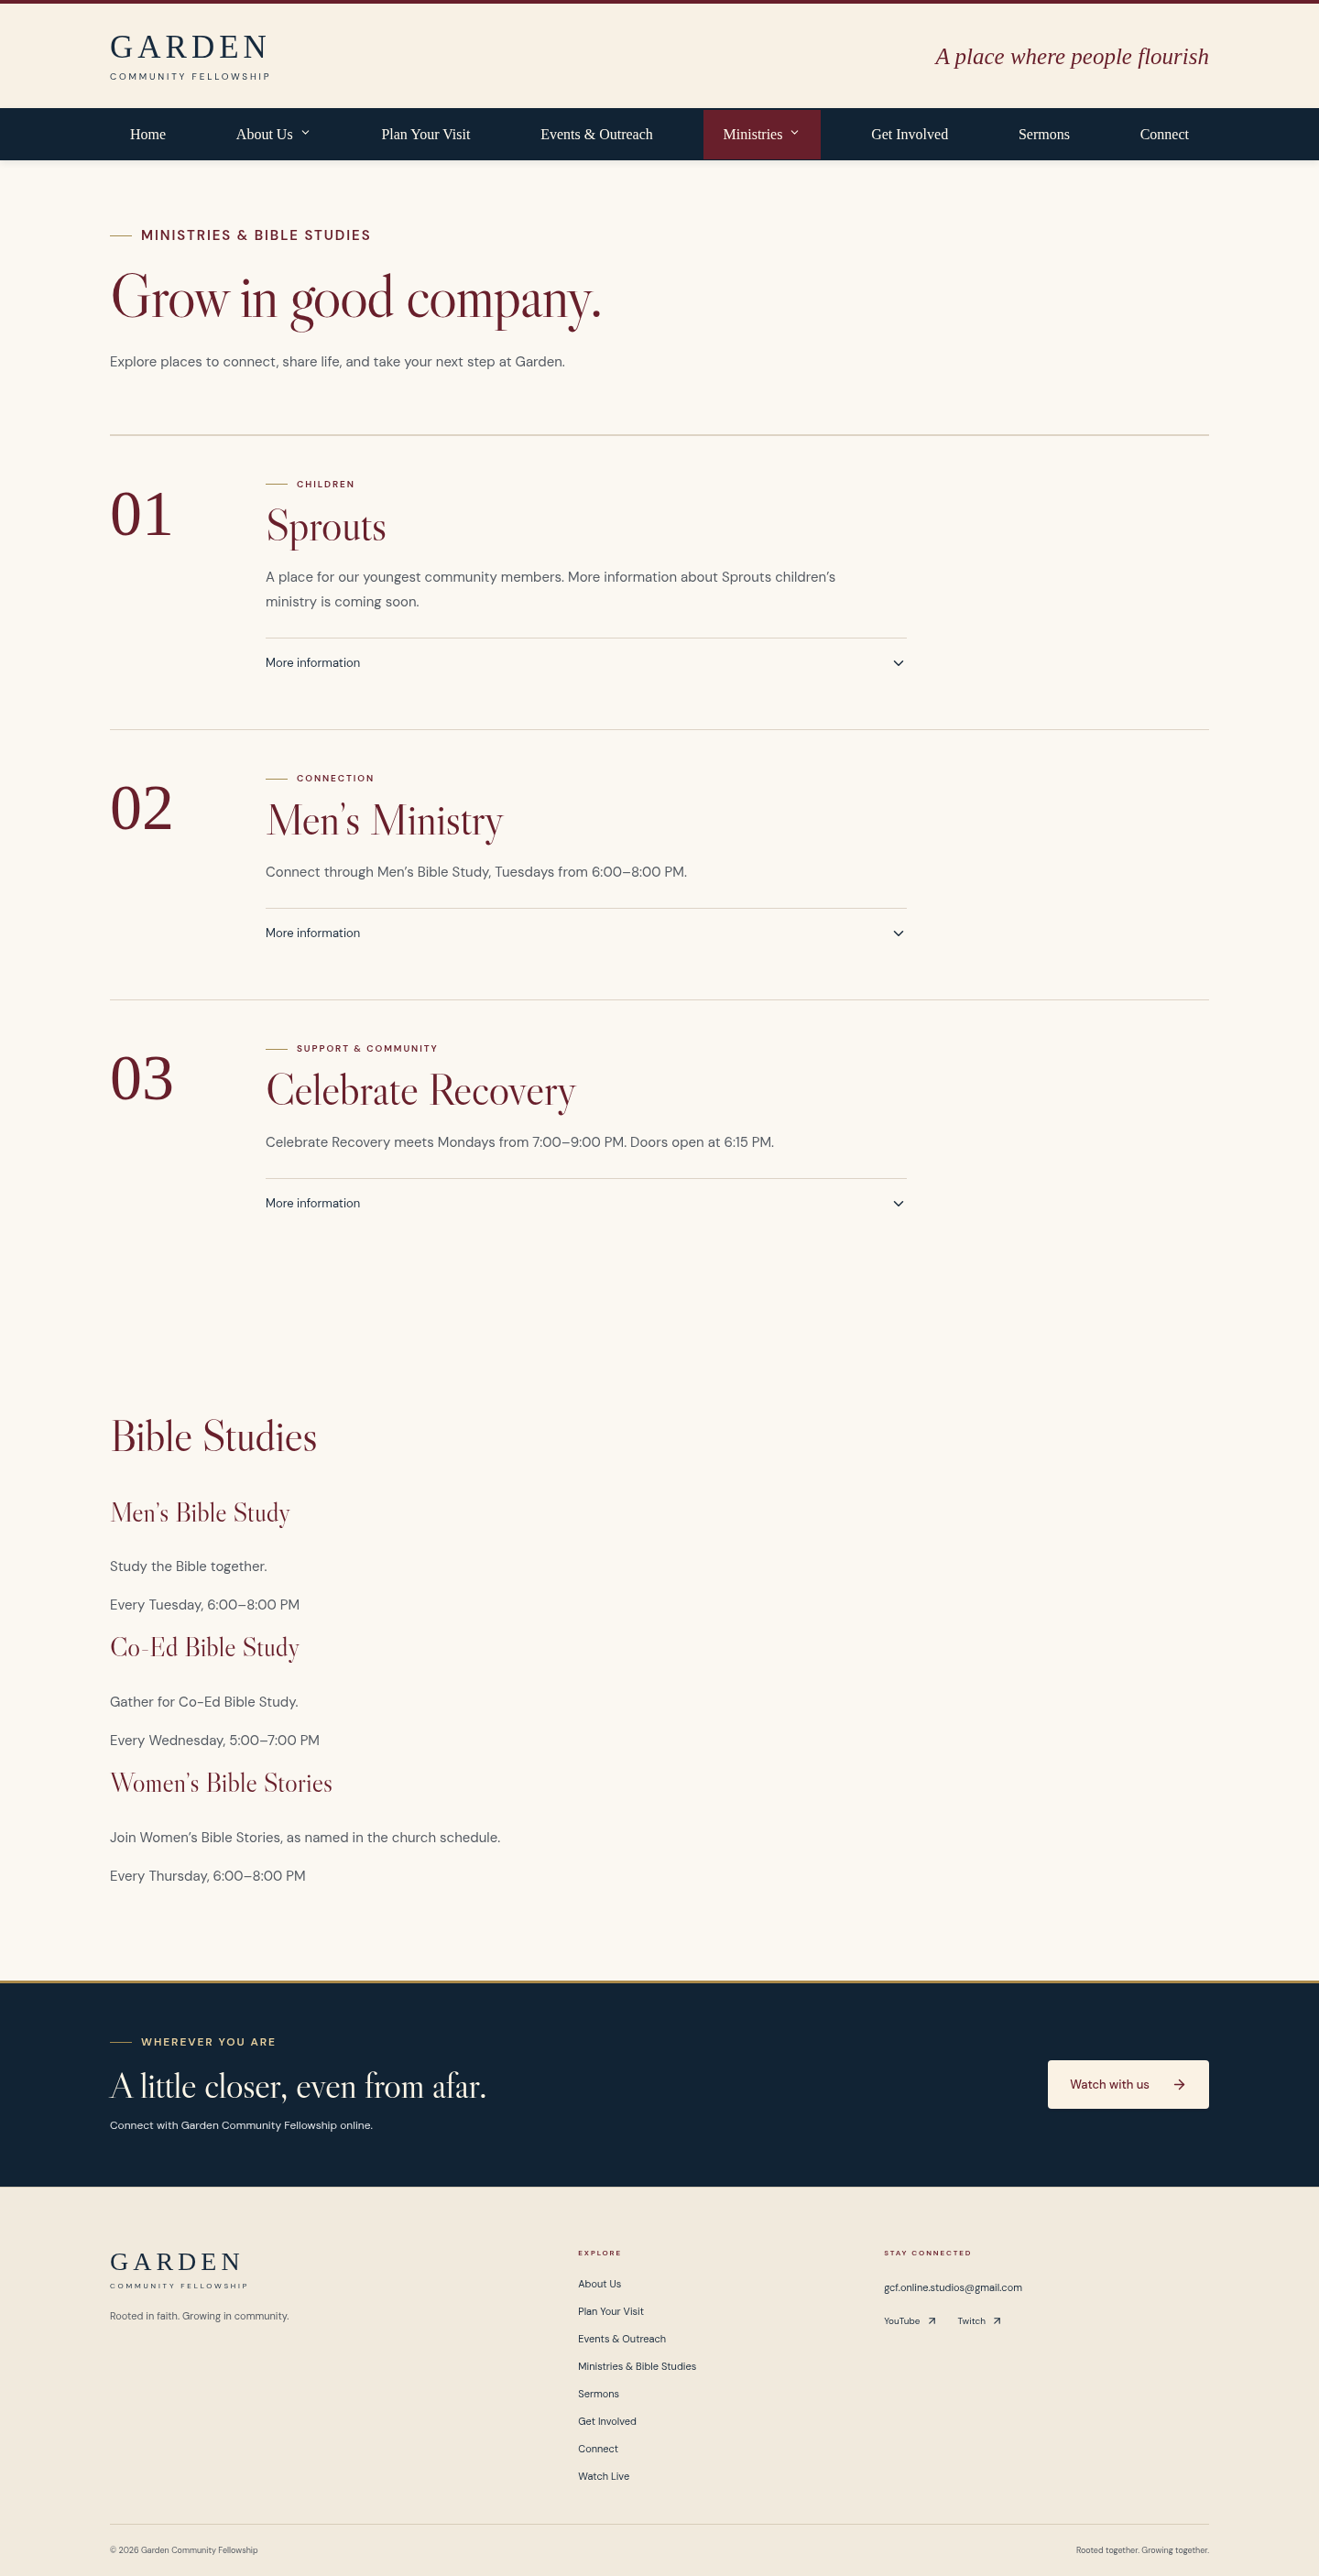 GARDEN
COMMUNITY FELLOWSHIP
A place where people flourish
Home About Us Plan Your Visit Events & Outreach Ministries Get Involved Sermons Connect
MINISTRIES & BIBLE STUDIES
Grow in good company.
Explore places to connect, share life, and take your next step at Garden.
01
CHILDREN
Sprouts
A place for our youngest community members. More information about Sprouts children’s
ministry is coming soon.
More information
02
CONNECTION
Men’s Ministry
Connect through Men’s Bible Study, Tuesdays from 6:00–8:00 PM.
More information
03
SUPPORT & COMMUNITY
Celebrate Recovery
Celebrate Recovery meets Mondays from 7:00–9:00 PM. Doors open at 6:15 PM.
More information
Bible Studies
Men’s Bible Study
Study the Bible together.
Every Tuesday, 6:00–8:00 PM
Co-Ed Bible Study
Gather for Co-Ed Bible Study.
Every Wednesday, 5:00–7:00 PM
Women’s Bible Stories
Join Women’s Bible Stories, as named in the church schedule.
Every Thursday, 6:00–8:00 PM
WHEREVER YOU ARE
A little closer, even from afar.
Connect with Garden Community Fellowship online.
Watch with us
GARDEN
COMMUNITY FELLOWSHIP
Rooted in faith. Growing in community.
EXPLORE
About Us
Plan Your Visit
Events & Outreach
Ministries & Bible Studies
Sermons
Get Involved
Connect
Watch Live
STAY CONNECTED
gcf.online.studios@gmail.com
YouTube Twitch
© 2026 Garden Community Fellowship
Rooted together. Growing together.